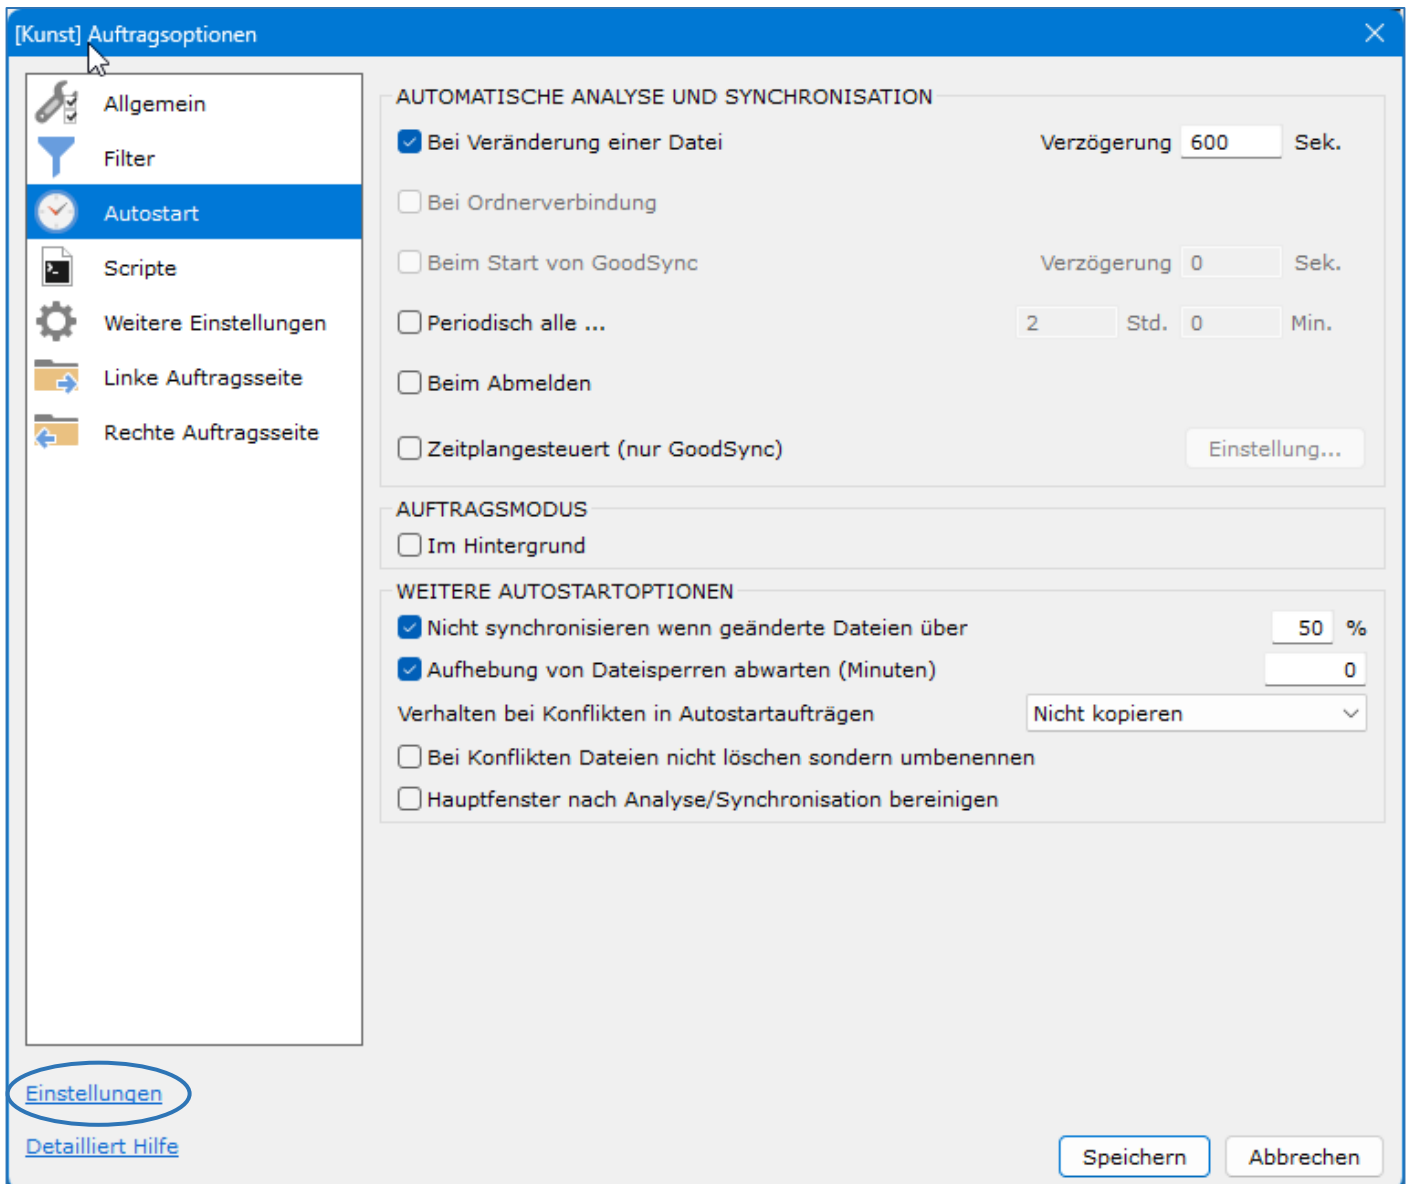 [Kunst] Auftragsoptionen
Allgemein
Filter
Autostart
Scripte
Weitere Einstellungen
Linke Auftragsseite
Rechte Auftragsseite
AUTOMATISCHE ANALYSE UND SYNCHRONISATION
Bei Veränderung einer Datei Verzögerung 600 Sek.
Bei Ordnerverbindung
Beim Start von GoodSync Verzögerung 0 Sek.
Periodisch alle ... 2 Std. 0 Min.
Beim Abmelden
Zeitplangesteuert (nur GoodSync) Einstellung...
AUFTRAGSMODUS
Im Hintergrund
WEITERE AUTOSTARTOPTIONEN
Nicht synchronisieren wenn geänderte Dateien über 50 %
Aufhebung von Dateisperren abwarten (Minuten) 0
Verhalten bei Konflikten in Autostartaufträgen Nicht kopieren
Bei Konflikten Dateien nicht löschen sondern umbenennen
Hauptfenster nach Analyse/Synchronisation bereinigen
Einstellungen
Detailliert Hilfe
Speichern Abbrechen